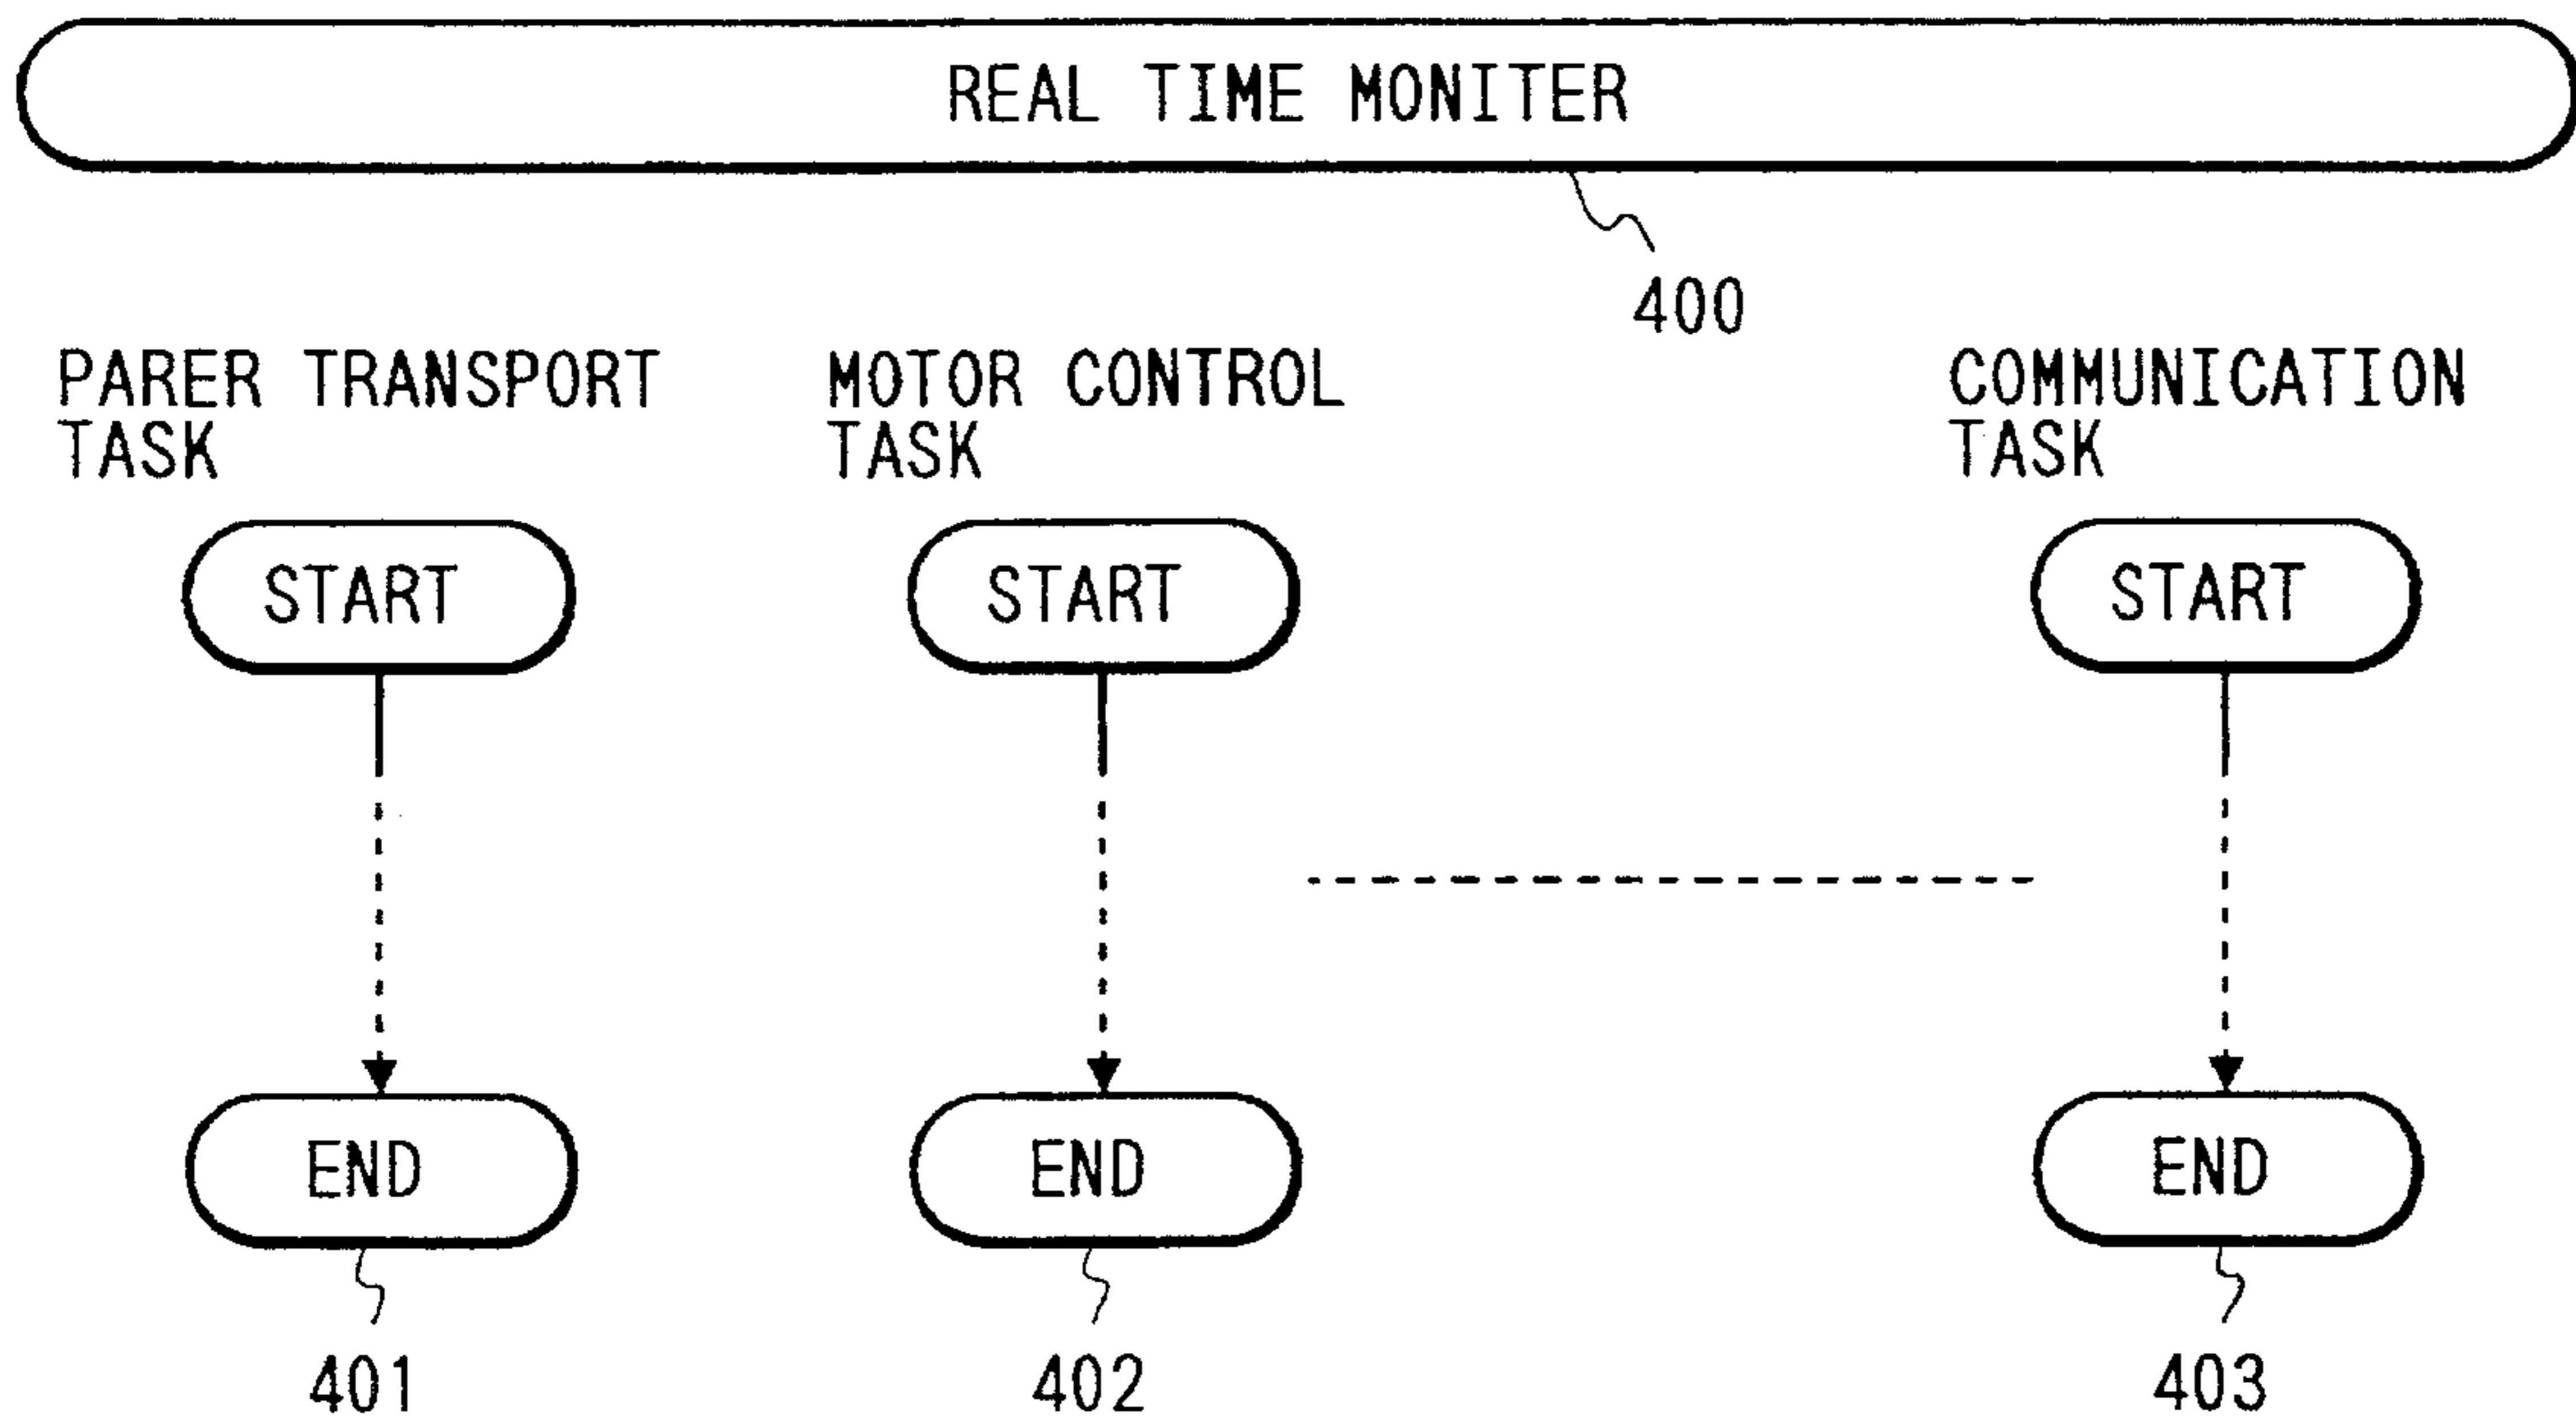 REAL TIME MONITER
400
PARER TRANSPORT
TASK
MOTOR CONTROL
TASK
COMMUNICATION
TASK
START
START
START
END
END
END
401
402
403